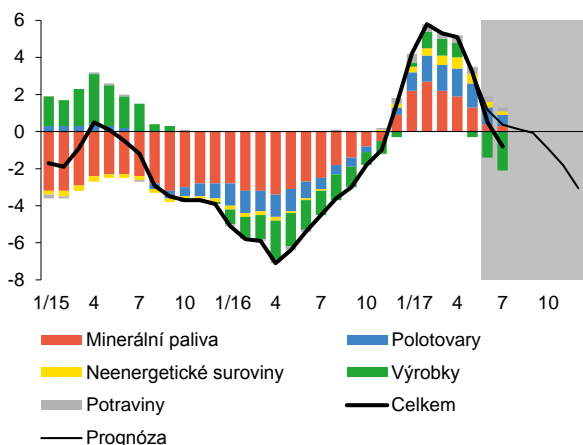 6
4
2
0
-2
-4
-6
-8
1/15 4 7 10 1/16 4 7 10 1/17 4 7 10
Minerální paliva Polotovary
Neenergetické suroviny Výrobky
Potraviny Celkem
Prognóza